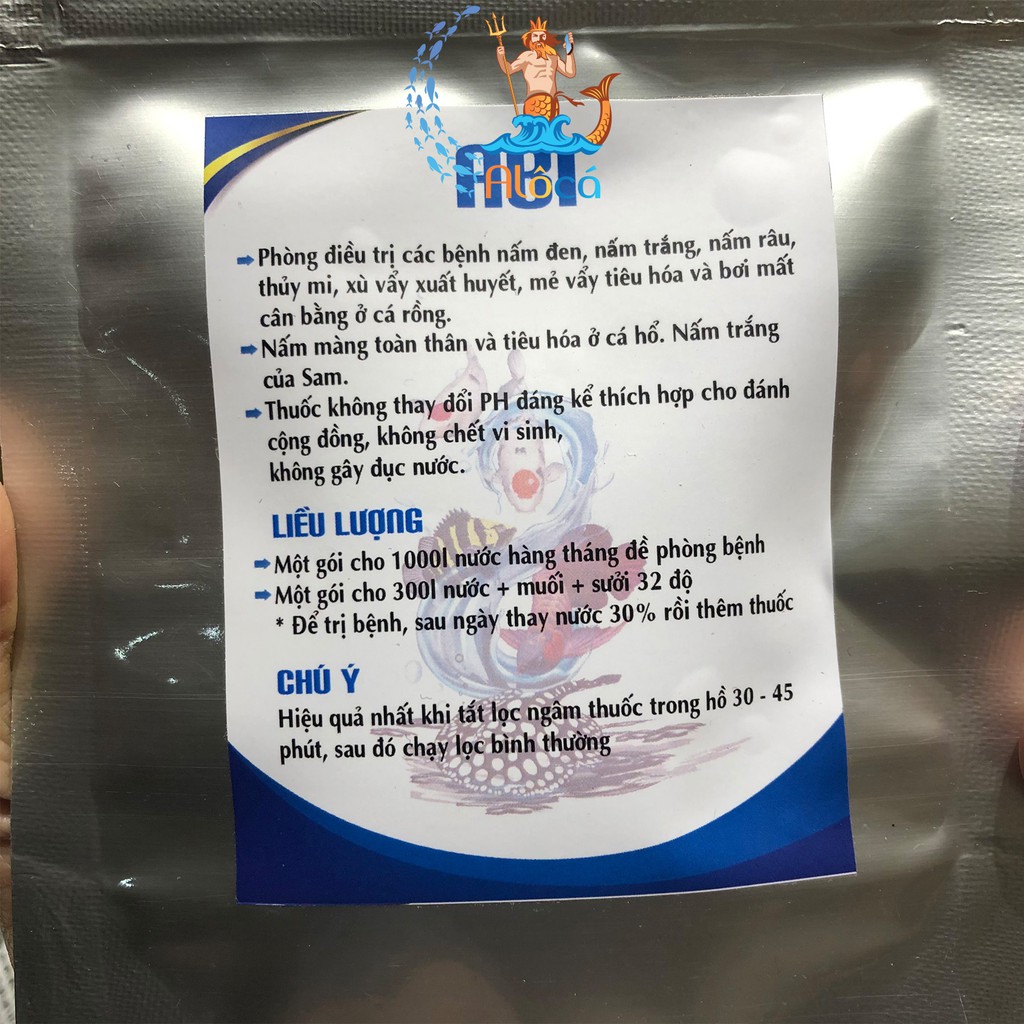 Alôcá
Phòng điều trị các bệnh nấm đen, nấm trắng, nấm râu,
thủy mi, xù vẩy xuất huyết, mẻ vẩy tiêu hóa và bơi mất
cân bằng ở cá rồng.
Nấm màng toàn thân và tiêu hóa ở cá hổ. Nấm trắng
của Sam.
Thuốc không thay đổi PH đáng kể thích hợp cho đánh
cộng đồng, không chết vi sinh,
không gây đục nước.
LIỀU LƯỢNG
Một gói cho 1000l nước hàng tháng đề phòng bệnh
Một gói cho 300l nước + muối + sưởi 32 độ
* Để trị bệnh, sau ngày thay nước 30% rồi thêm thuốc
CHÚ Ý
Hiệu quả nhất khi tắt lọc ngâm thuốc trong hồ 30 - 45
phút, sau đó chạy lọc bình thường